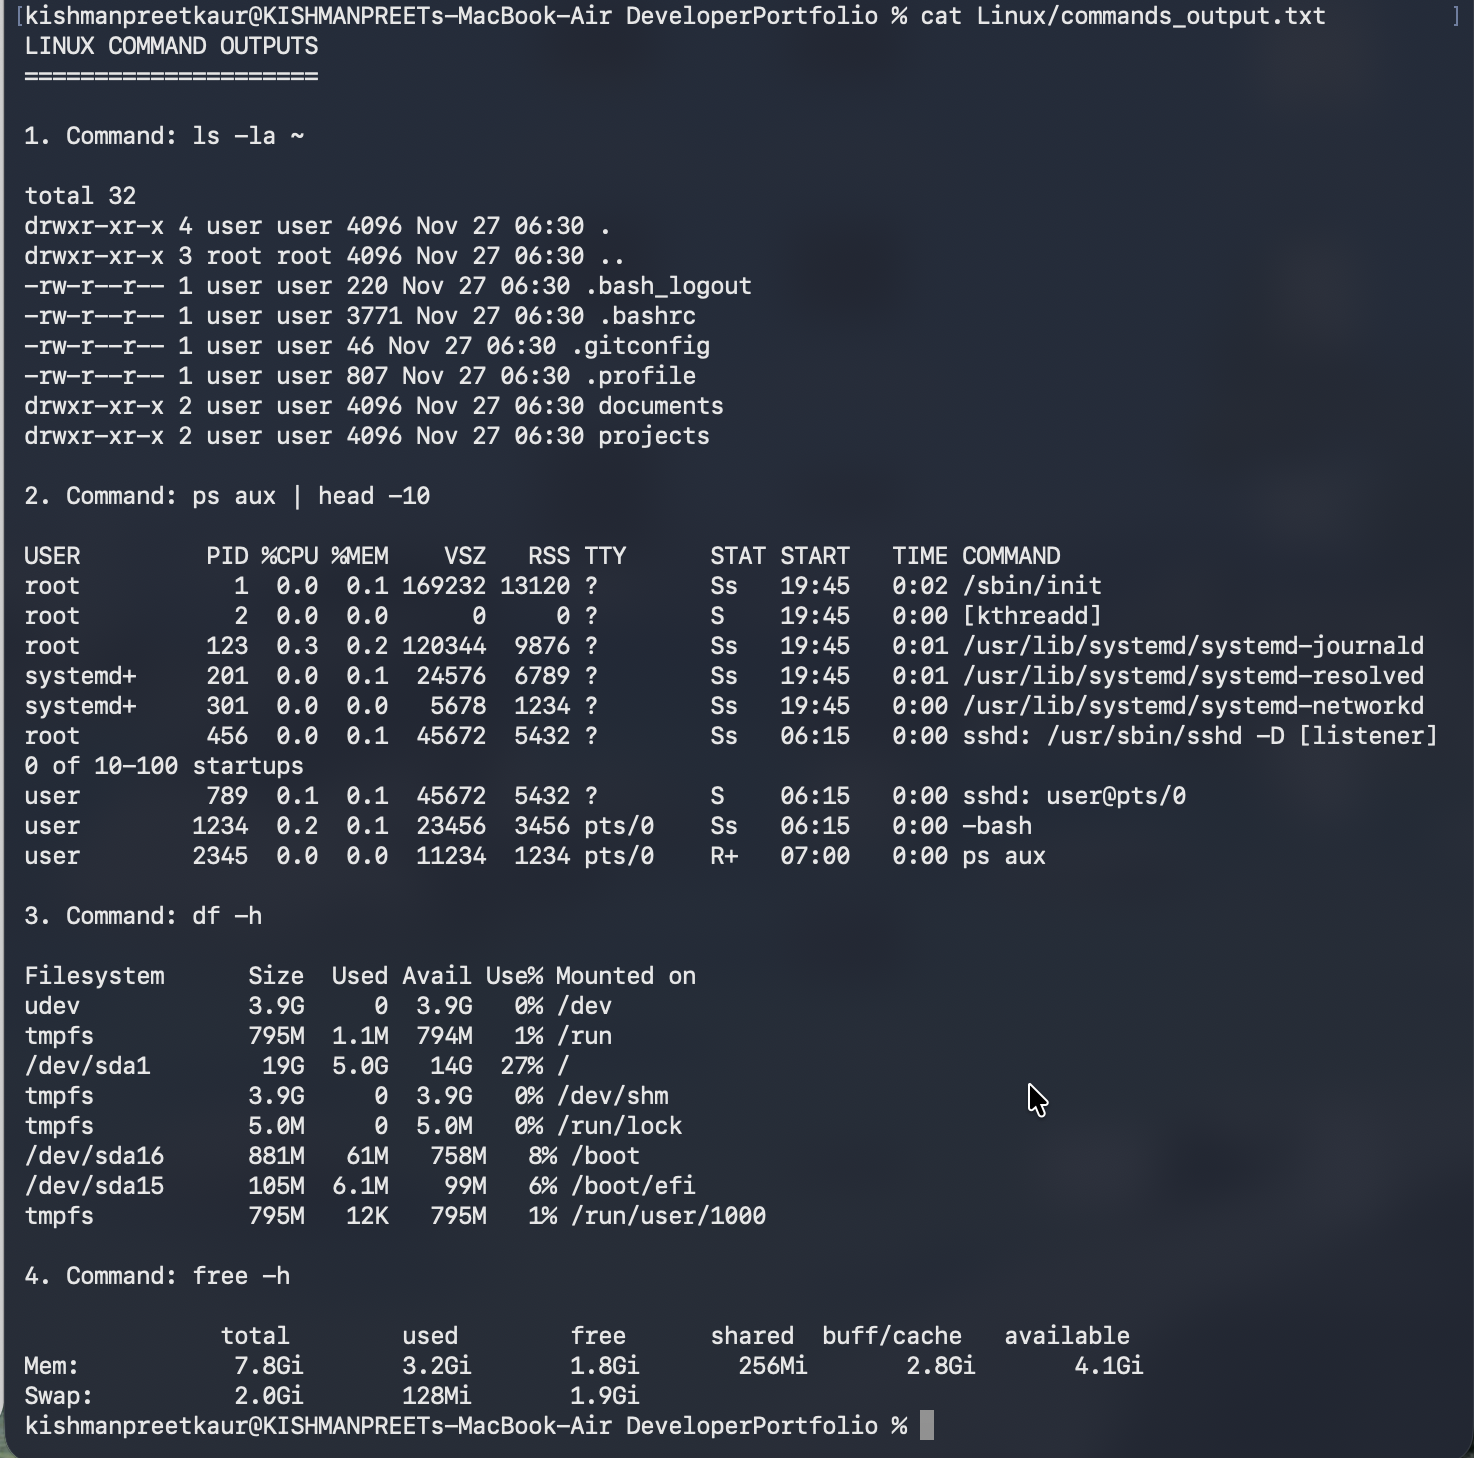 [kishmanpreetkaur@KISHMANPREETs-MacBook-Air DeveloperPortfolio % cat Linux/commands_output.txt ]
LINUX COMMAND OUTPUTS
=====================

1. Command: ls -la ~

total 32
drwxr-xr-x 4 user user 4096 Nov 27 06:30 .
drwxr-xr-x 3 root root 4096 Nov 27 06:30 ..
-rw-r--r-- 1 user user 220 Nov 27 06:30 .bash_logout
-rw-r--r-- 1 user user 3771 Nov 27 06:30 .bashrc
-rw-r--r-- 1 user user 46 Nov 27 06:30 .gitconfig
-rw-r--r-- 1 user user 807 Nov 27 06:30 .profile
drwxr-xr-x 2 user user 4096 Nov 27 06:30 documents
drwxr-xr-x 2 user user 4096 Nov 27 06:30 projects

2. Command: ps aux | head -10

USER         PID %CPU %MEM    VSZ   RSS TTY      STAT START   TIME COMMAND
root           1  0.0  0.1 169232 13120 ?        Ss   19:45   0:02 /sbin/init
root           2  0.0  0.0      0     0 ?        S    19:45   0:00 [kthreadd]
root         123  0.3  0.2 120344  9876 ?        Ss   19:45   0:01 /usr/lib/systemd/systemd-journald
systemd+     201  0.0  0.1  24576  6789 ?        Ss   19:45   0:01 /usr/lib/systemd/systemd-resolved
systemd+     301  0.0  0.0   5678  1234 ?        Ss   19:45   0:00 /usr/lib/systemd/systemd-networkd
root         456  0.0  0.1  45672  5432 ?        Ss   06:15   0:00 sshd: /usr/sbin/sshd -D [listener]
0 of 10-100 startups
user         789  0.1  0.1  45672  5432 ?        S    06:15   0:00 sshd: user@pts/0
user        1234  0.2  0.1  23456  3456 pts/0    Ss   06:15   0:00 -bash
user        2345  0.0  0.0  11234  1234 pts/0    R+   07:00   0:00 ps aux

3. Command: df -h

Filesystem      Size  Used Avail Use% Mounted on
udev            3.9G     0  3.9G   0% /dev
tmpfs           795M  1.1M  794M   1% /run
/dev/sda1        19G  5.0G   14G  27% /
tmpfs           3.9G     0  3.9G   0% /dev/shm
tmpfs           5.0M     0  5.0M   0% /run/lock
/dev/sda16      881M   61M   758M   8% /boot
/dev/sda15      105M  6.1M    99M   6% /boot/efi
tmpfs           795M   12K   795M   1% /run/user/1000

4. Command: free -h

              total        used        free      shared  buff/cache   available
Mem:           7.8Gi       3.2Gi       1.8Gi       256Mi       2.8Gi       4.1Gi
Swap:          2.0Gi       128Mi       1.9Gi
kishmanpreetkaur@KISHMANPREETs-MacBook-Air DeveloperPortfolio %